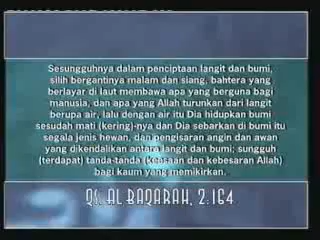 Sesungguhnya dalam penciptaan langit dan bumi,
silih bergantinya malam dan siang, bahtera yang
berlayar di laut membawa apa yang berguna bagi
manusia, dan apa yang Allah turunkan dari langit
berupa air, lalu dengan air itu Dia hidupkan bumi
sesudah mati (kering)-nya dan Dia sebarkan di bumi itu
segala jenis hewan, dan pengisaran angin dan awan
yang dikendalikan antara langit dan bumi; sungguh
(terdapat) tanda-tanda (keesaan dan kebesaran Allah)
bagi kaum yang memikirkan.
QS. AL BAQARAH, 2:164